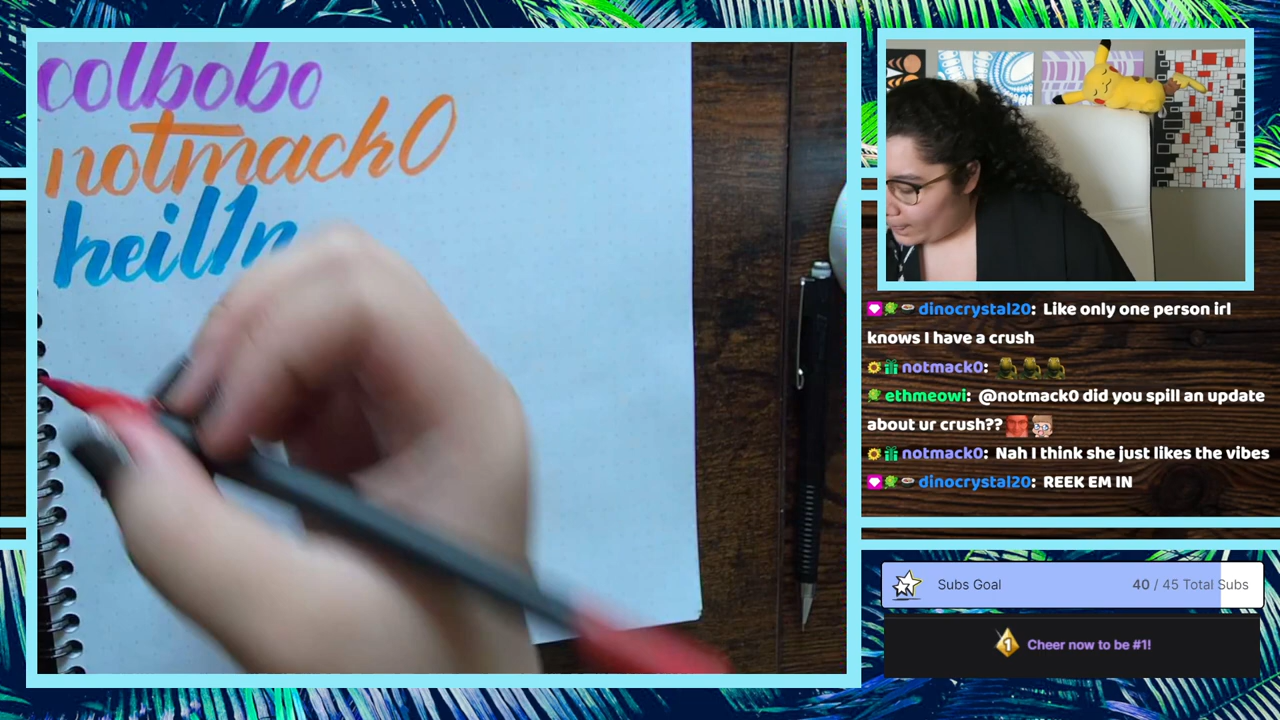 colbobo
notmack0
heil1n
dinocrystal20: Like only one person irl
knows I have a crush
notmack0:
ethmeowi: @notmack0 did you spill an update
about ur crush??
notmack0: Nah I think she just likes the vibes
dinocrystal20: REEK EM IN
Subs Goal 40 / 45 Total Subs
1 Cheer now to be #1!